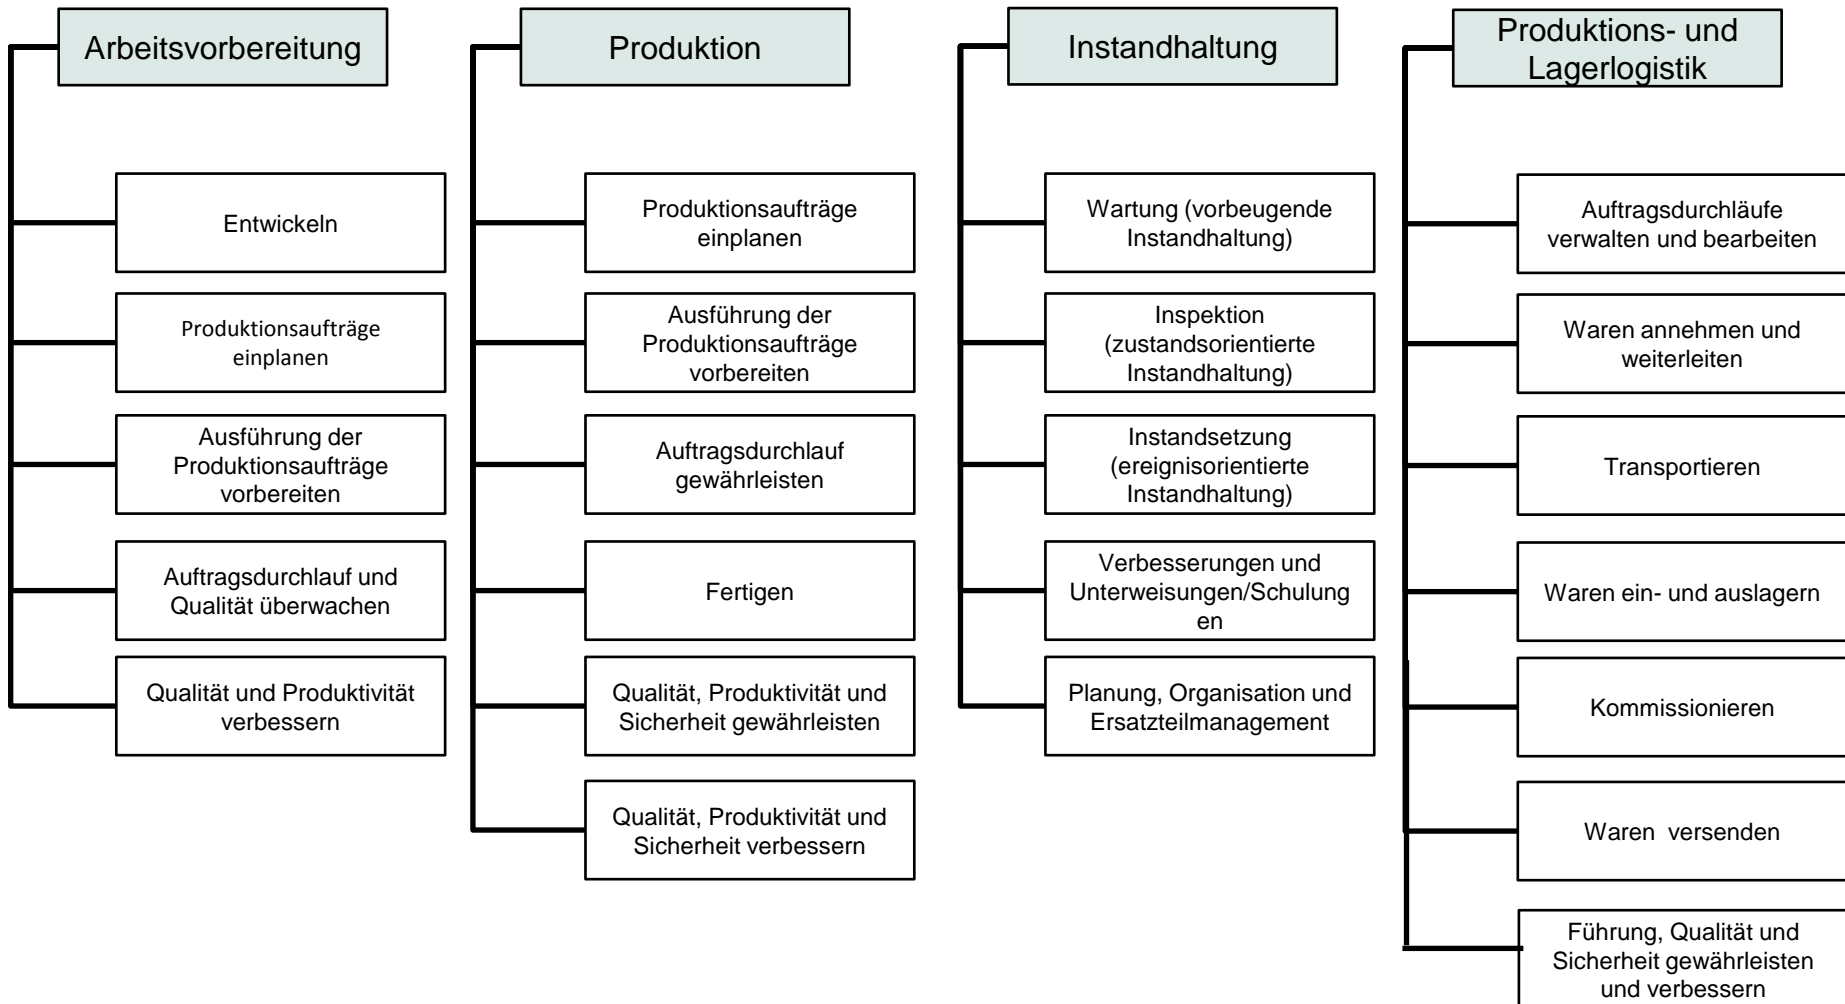 Arbeitsvorbereitung
Entwickeln
Produktionsaufträge
einplanen
Ausführung der
Produktionsaufträge
vorbereiten
Auftragsdurchlauf und
Qualität überwachen
Qualität und Produktivität
verbessern
Produktion
Produktionsaufträge
einplanen
Ausführung der
Produktionsaufträge
vorbereiten
Auftragsdurchlauf
gewährleisten
Fertigen
Qualität, Produktivität und
Sicherheit gewährleisten
Qualität, Produktivität und
Sicherheit verbessern
Instandhaltung
Wartung (vorbeugende
Instandhaltung)
Inspektion
(zustandsorientierte
Instandhaltung)
Instandsetzung
(ereignisorientierte
Instandhaltung)
Verbesserungen und
Unterweisungen/Schulung
en
Planung, Organisation und
Ersatzteilmanagement
Produktions- und
Lagerlogistik
Auftragsdurchläufe
verwalten und bearbeiten
Waren annehmen und
weiterleiten
Transportieren
Waren ein- und auslagern
Kommissionieren
Waren  versenden
Führung, Qualität und
Sicherheit gewährleisten
und verbessern